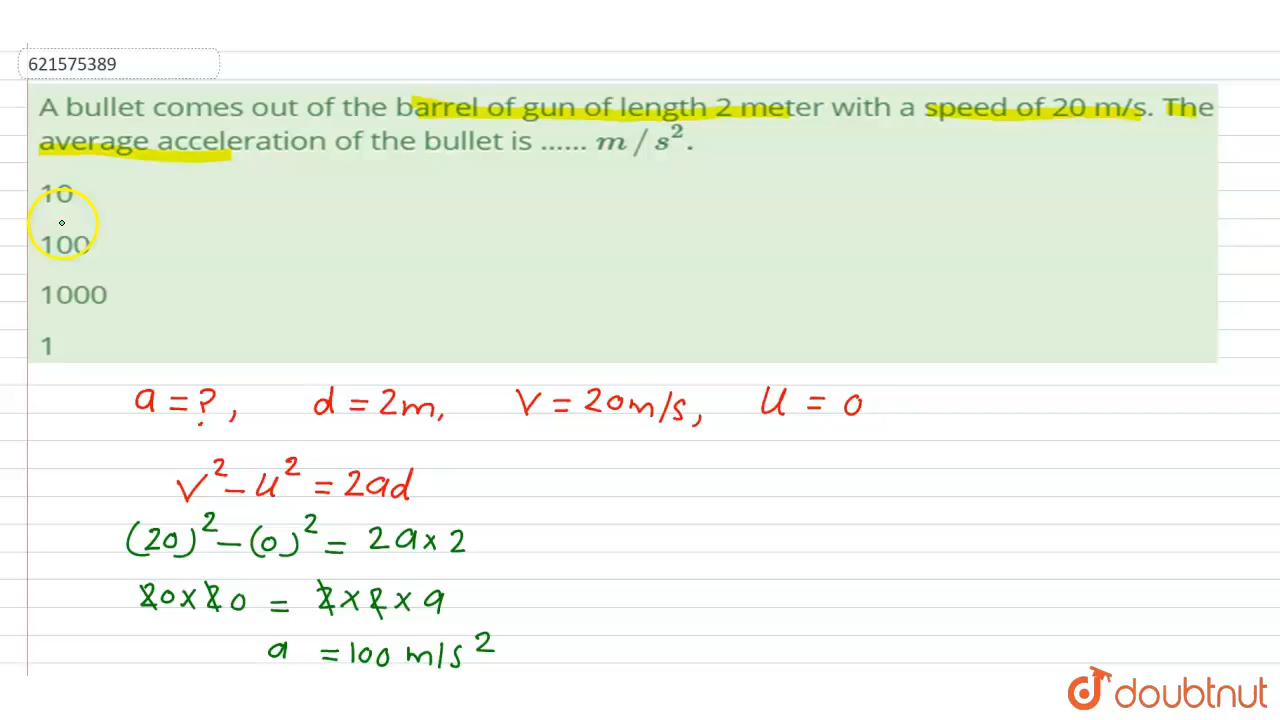 621575389
A bullet comes out of the barrel of gun of length 2 meter with a speed of 20 m/s. The
average acceleration of the bullet is ...... m / s².
10
100
1000
1
a = ?, d = 2m, V = 20m/s, U = 0
V² - U² = 2ad
(20)² - (0)² = 2a × 2
20 × 20 = 2 × 2 × a
a = 100 m/s²
doubtnut